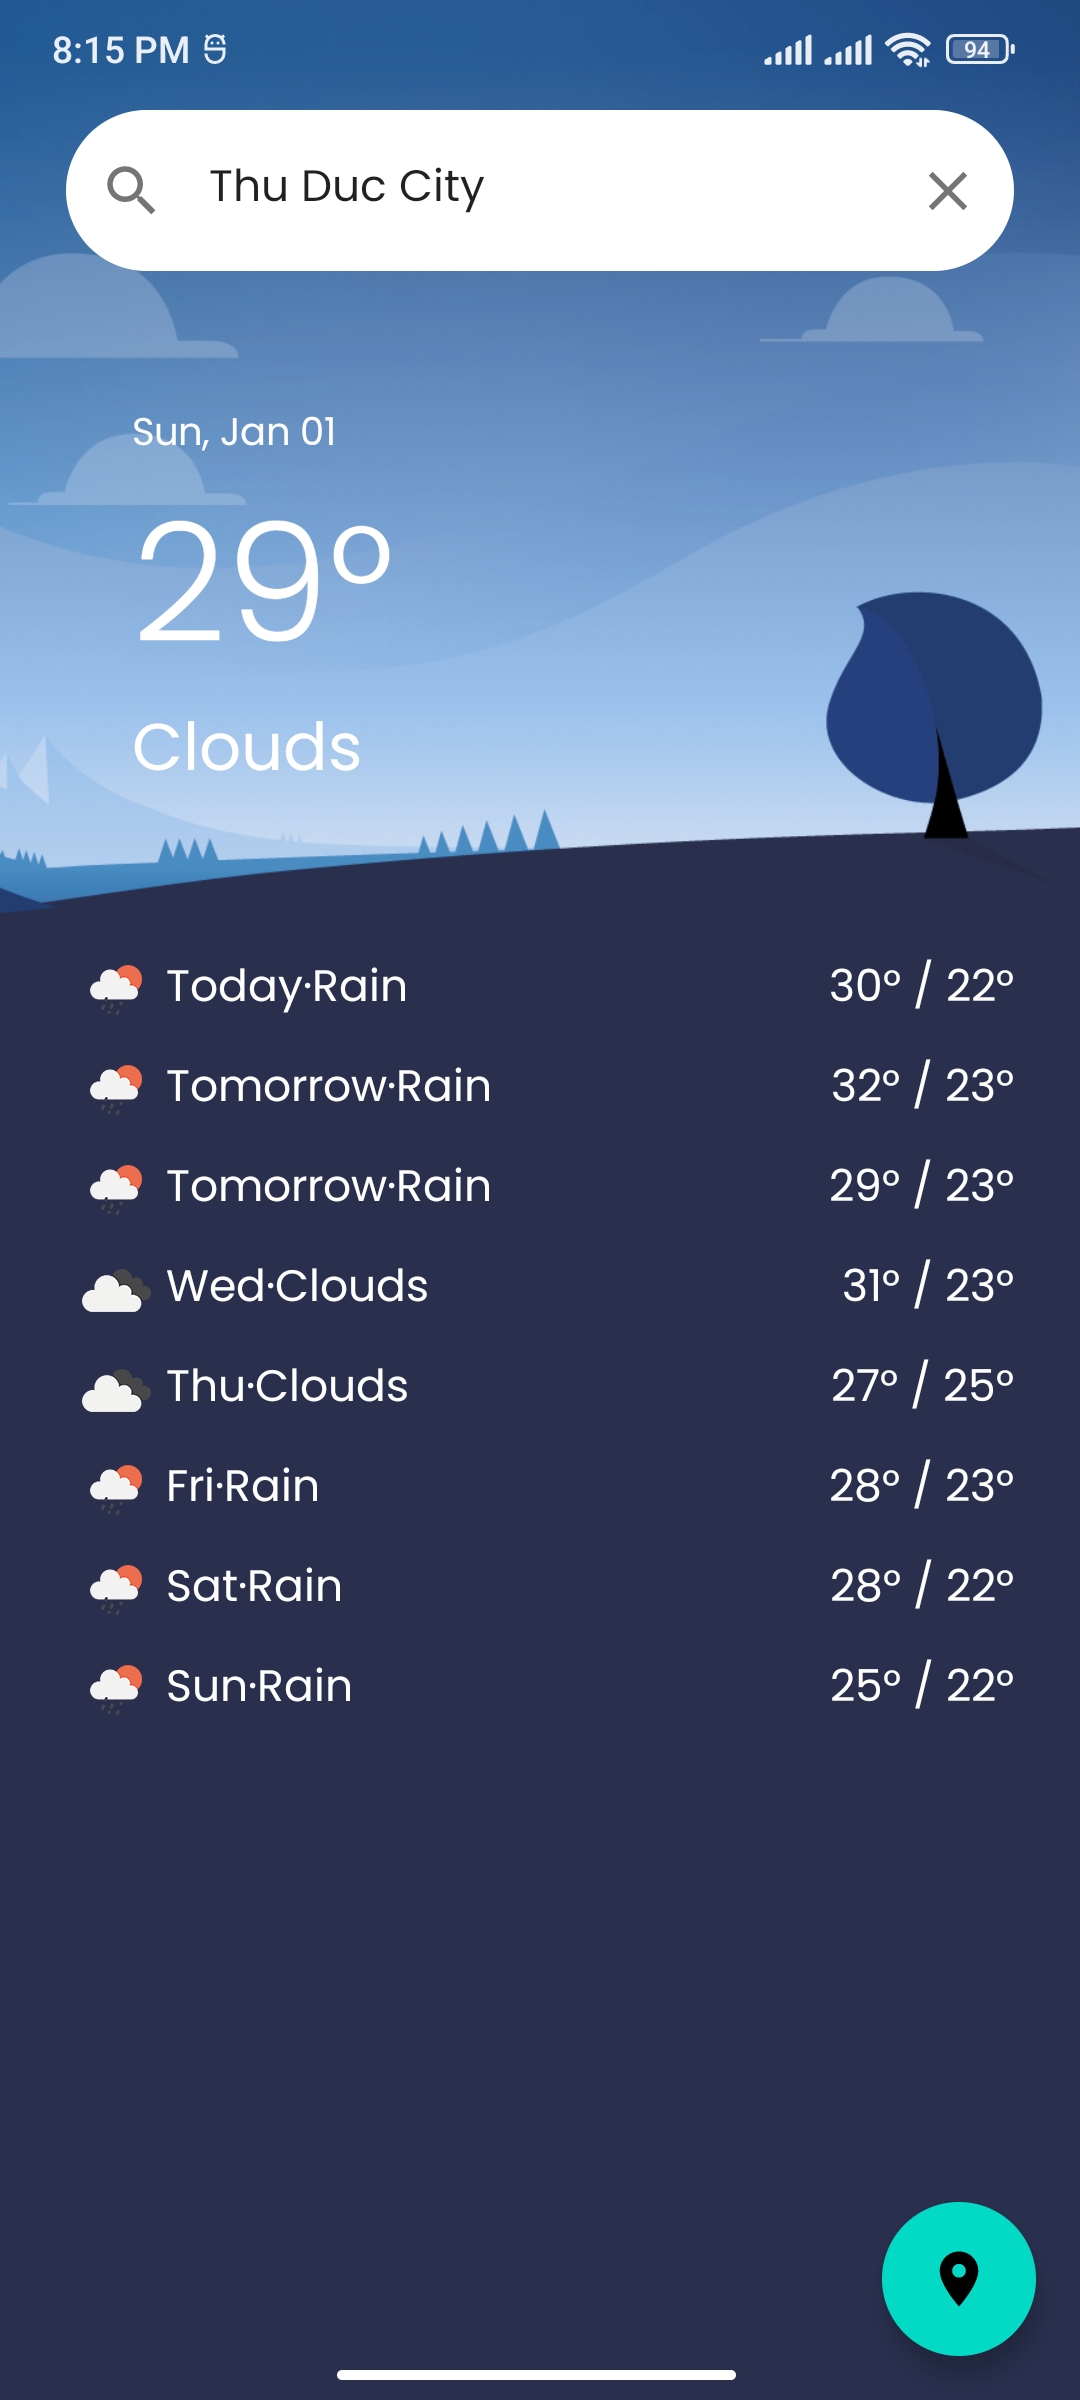 8:15 PM 94
Thu Duc City
Sun, Jan 01
29°
Clouds
Today·Rain 30° / 22°
Tomorrow·Rain 32° / 23°
Tomorrow·Rain 29° / 23°
Wed·Clouds 31° / 23°
Thu·Clouds 27° / 25°
Fri·Rain 28° / 23°
Sat·Rain 28° / 22°
Sun·Rain 25° / 22°